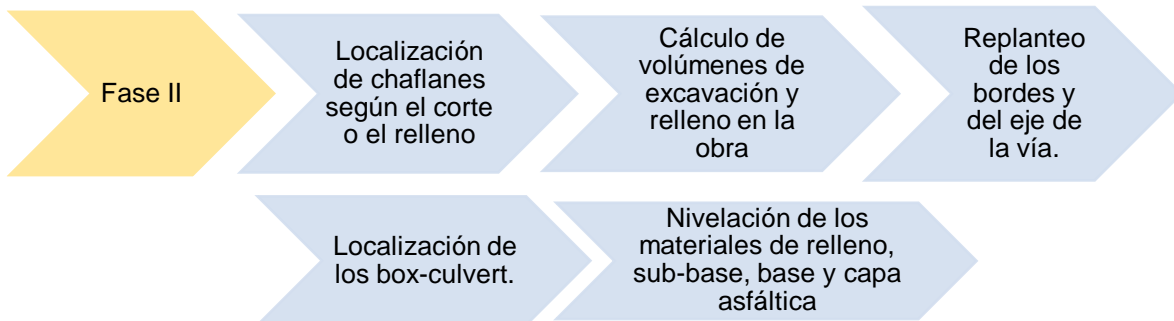 Fase II
Localización
de chaflanes
según el corte
o el relleno
Cálculo de
volúmenes de
excavación y
relleno en la
obra
Replanteo
de los
bordes y
del eje de
la vía.
Localización de
los box-culvert.
Nivelación de los
materiales de relleno,
sub-base, base y capa
asfáltica